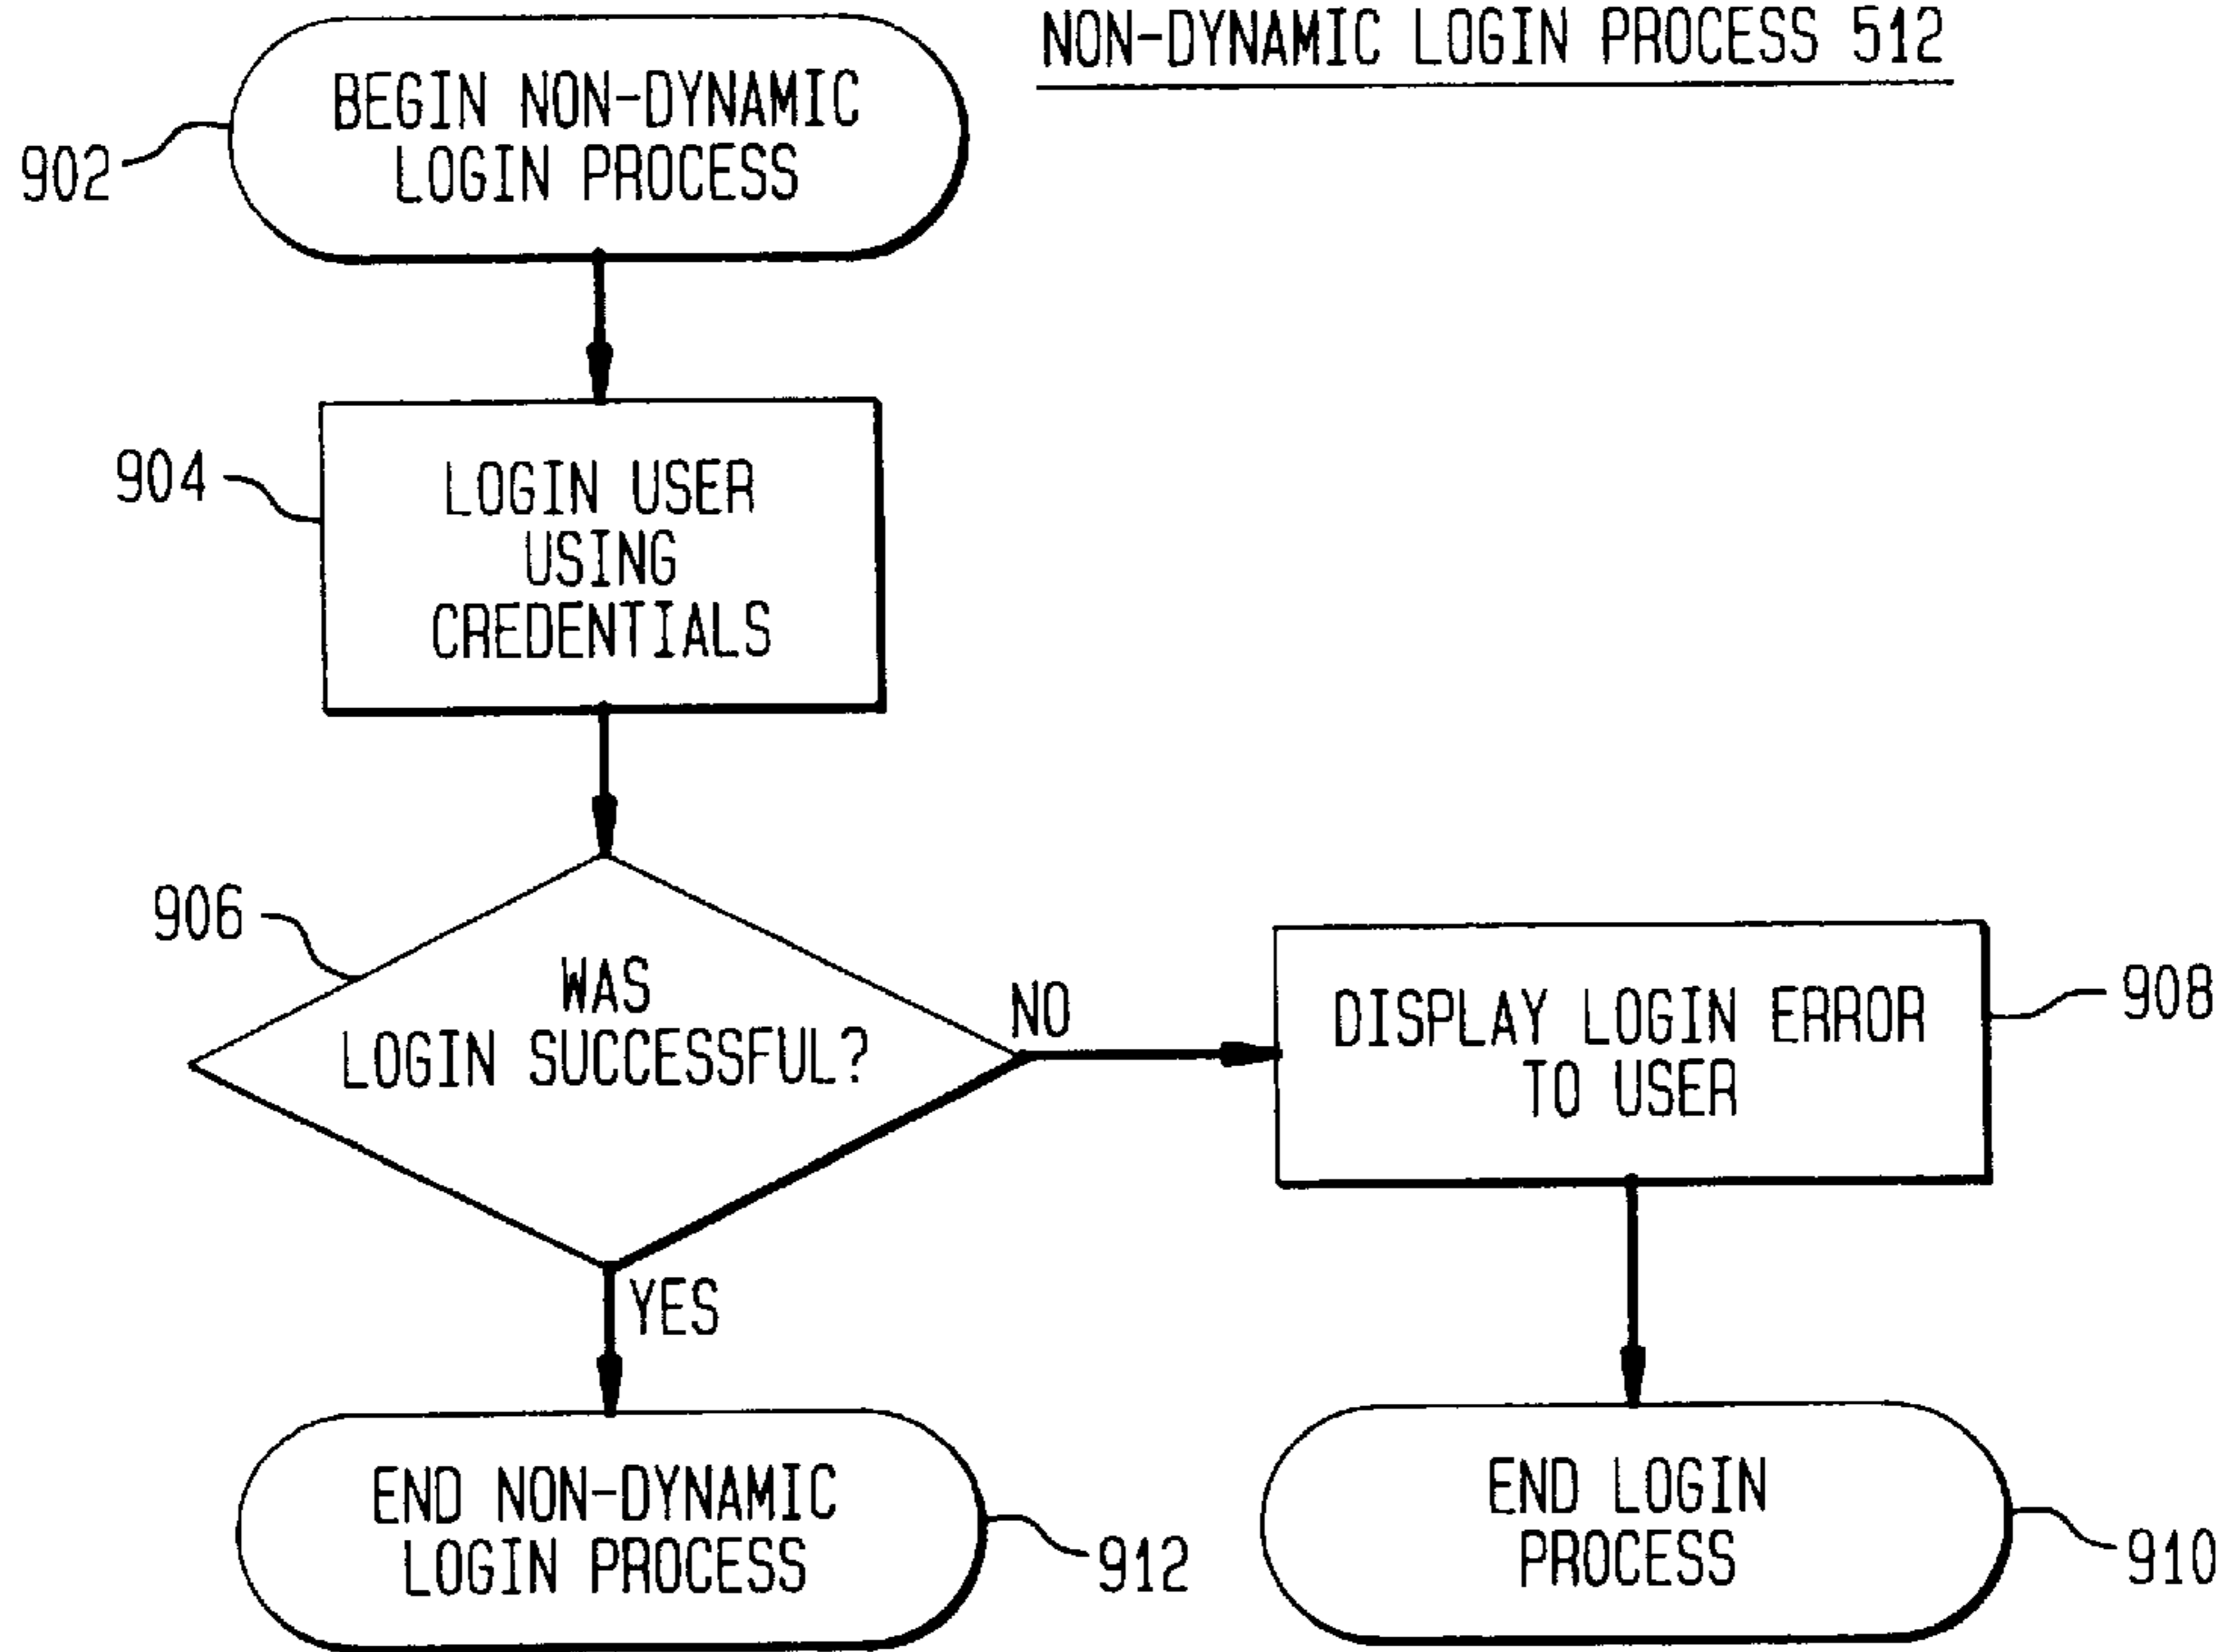 NON-DYNAMIC LOGIN PROCESS 512
BEGIN NON-DYNAMIC
LOGIN PROCESS
902
904
LOGIN USER
USING
CREDENTIALS
906
WAS
LOGIN SUCCESSFUL?
NO
DISPLAY LOGIN ERROR
TO USER
908
YES
END NON-DYNAMIC
LOGIN PROCESS
912
END LOGIN
PROCESS
910